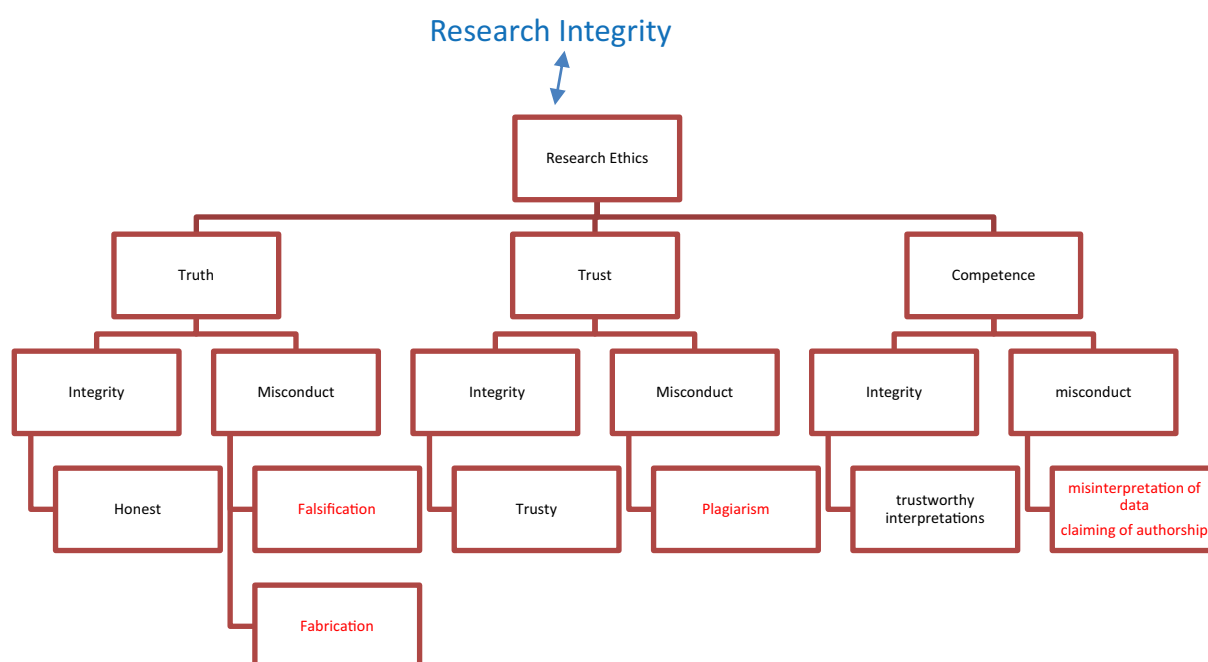 Research Integrity
Research Ethics
Truth
Trust
Competence
Integrity
Misconduct
Integrity
Misconduct
Integrity
misconduct
Honest
Falsification
Trusty
Plagiarism
trustworthy
interpretations
misinterpretation of
data
claiming of authorship
Fabrication